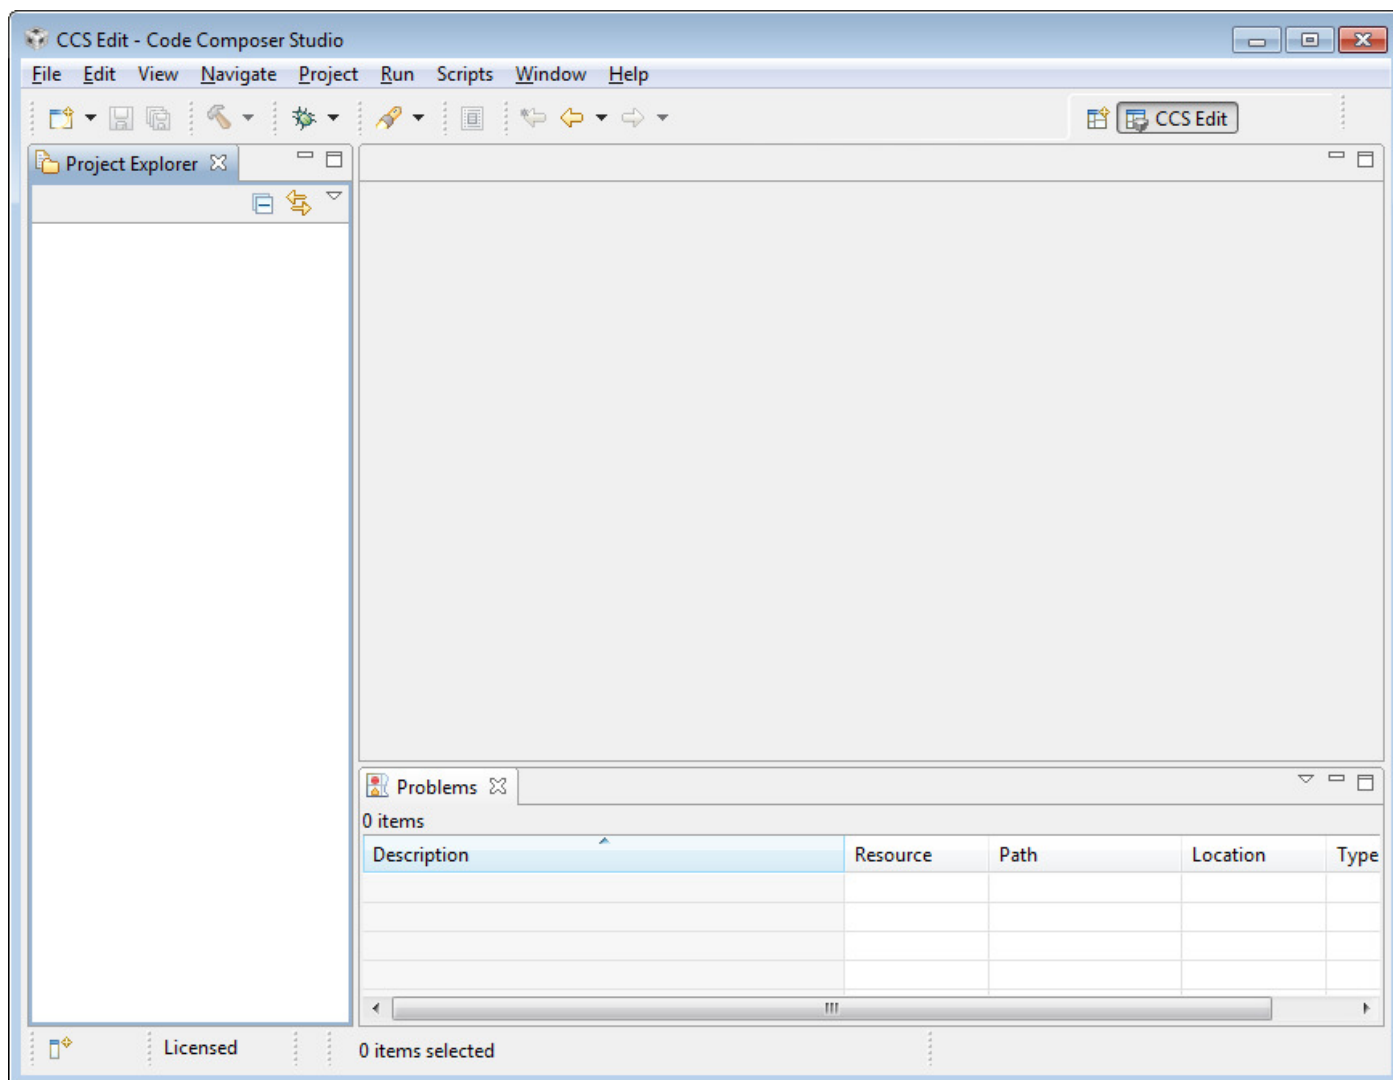 CCS Edit - Code Composer Studio
File Edit View Navigate Project Run Scripts Window Help
CCS Edit
Project Explorer
Problems
0 items
Description Resource Path Location Type
Licensed 0 items selected